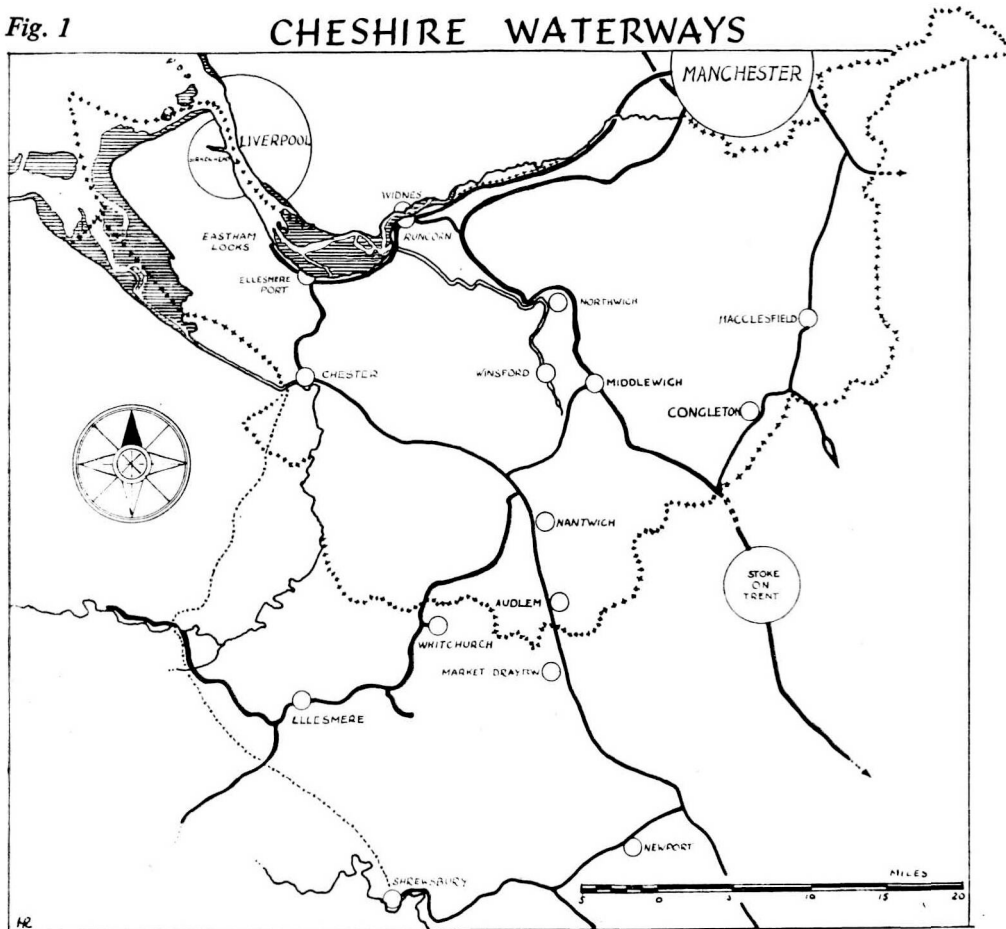 Fig. 1
CHESHIRE WATERWAYS
MANCHESTER
LIVERPOOL
BIRKENHEAD
WIDNES
RUNCORN
EASTHAM
LOCKS
ELLESMERE
PORT
NORTHWICH
MACCLESFIELD
CHESTER
WINSFORD
MIDDLEWICH
CONGLETON
NANTWICH
STOKE
ON
TRENT
AUDLEM
WHITCHURCH
MARKET DRAYTON
ELLESMERE
NEWPORT
SHREWSBURY
MILES
5 0 5 10 15 20
HR